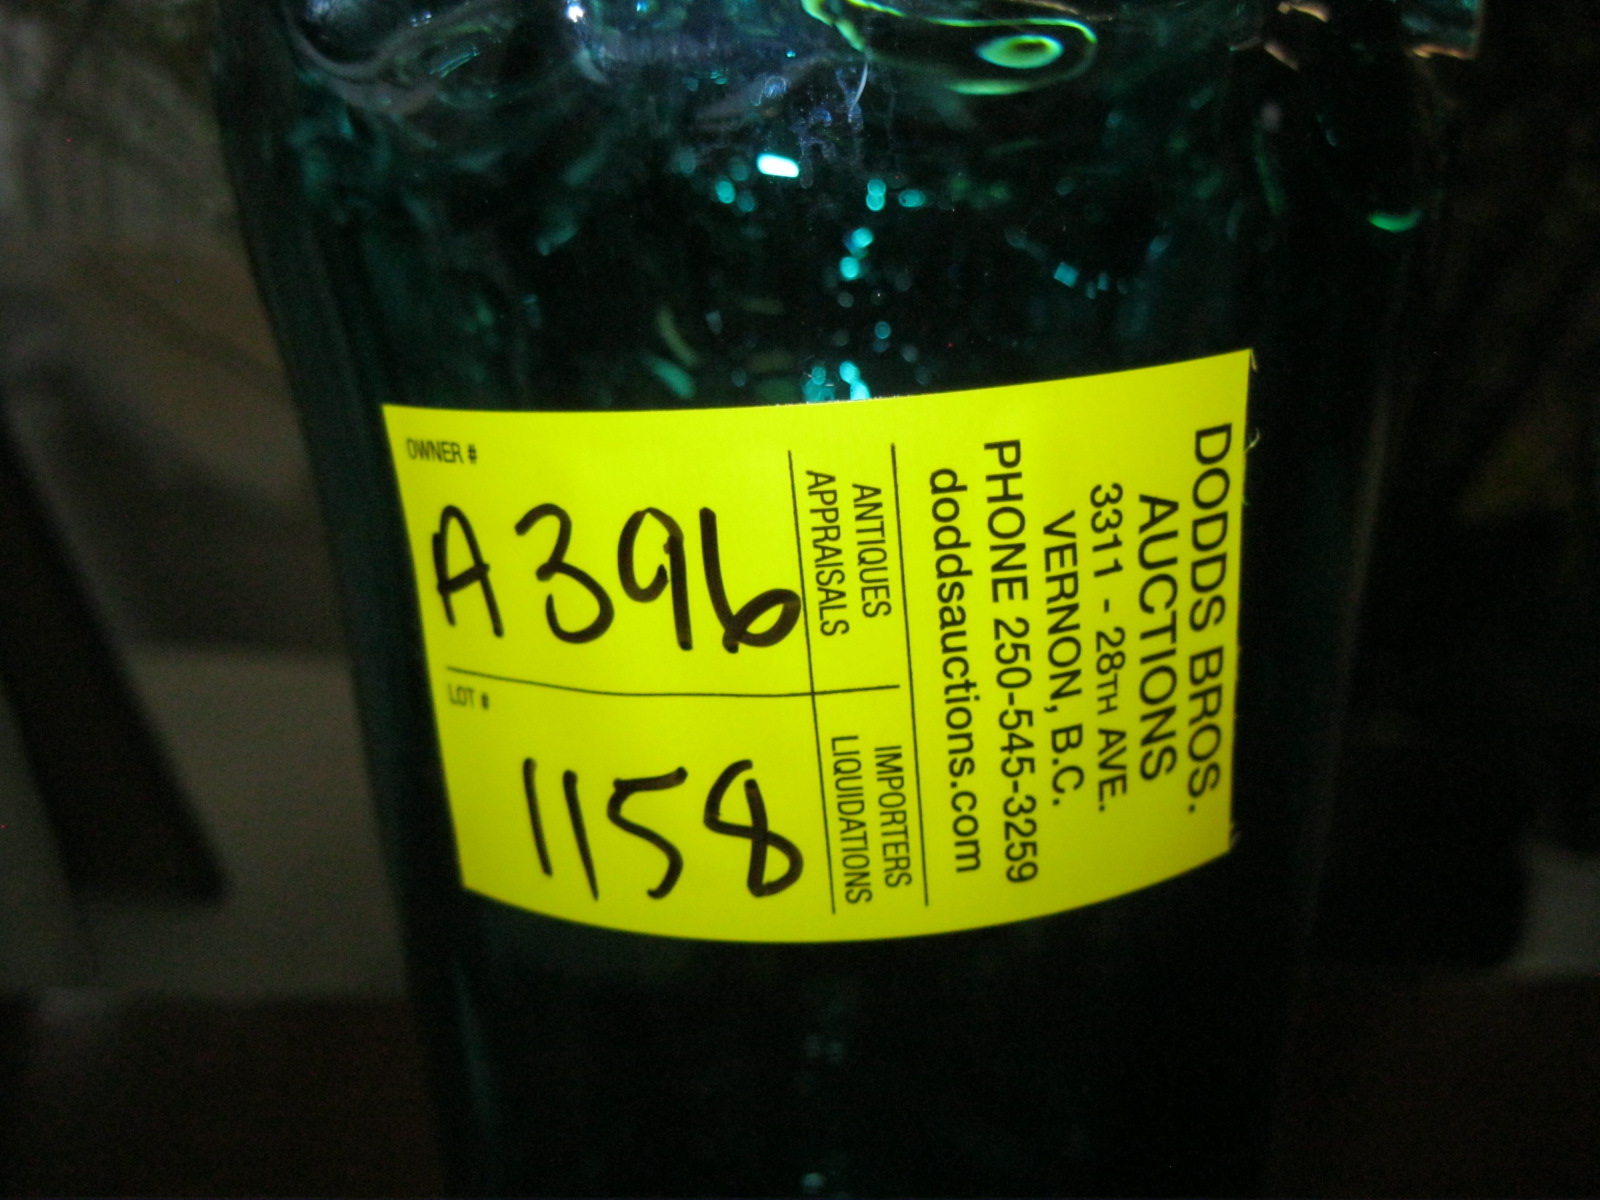 DODDS BROS.
AUCTIONS
3311 - 28TH AVE.
VERNON, B.C.
PHONE 250-545-3259
doddsauctions.com
ANTIQUES
APPRAISALS
IMPORTERS
LIQUIDATIONS
OWNER #
A396
LOT #
1158